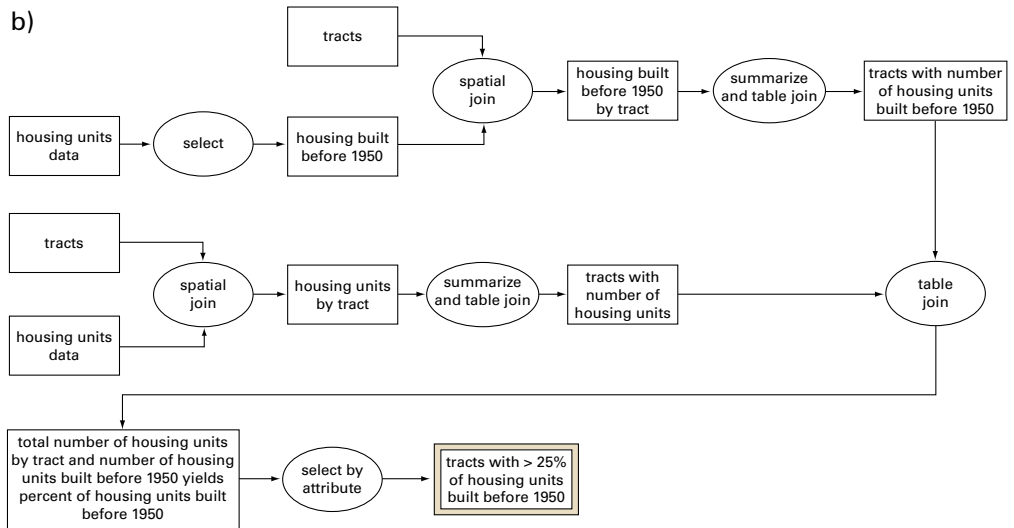 b)
tracts
housing units
data
select
housing built
before 1950
spatial
join
housing built
before 1950
by tract
summarize
and table join
tracts with number
of housing units
built before 1950
tracts
housing units
data
spatial
join
housing units
by tract
summarize
and table join
tracts with
number of
housing units
table
join
total number of housing units
by tract and number of housing
units built before 1950 yields
percent of housing units built
before 1950
select by
attribute
tracts with > 25%
of housing units
built before 1950